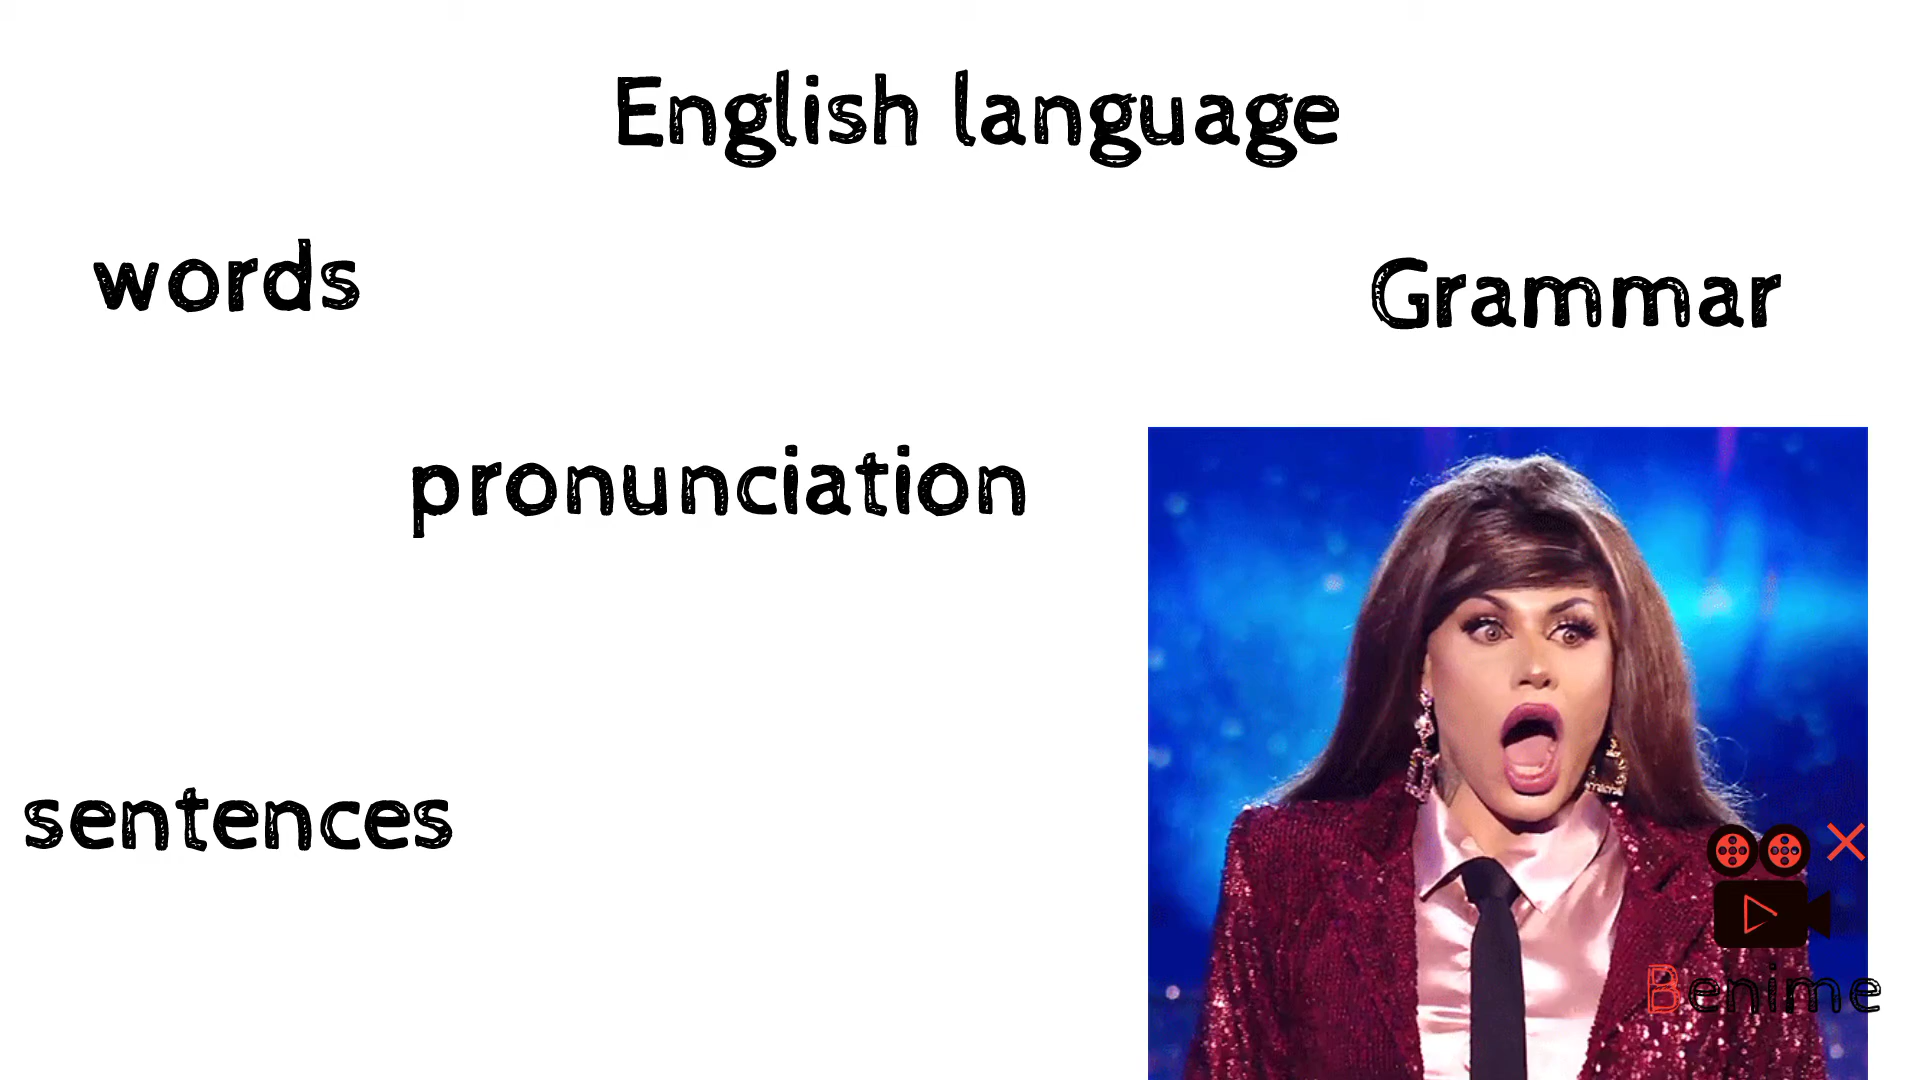 English language
words
Grammar
pronunciation
sentences
Benime